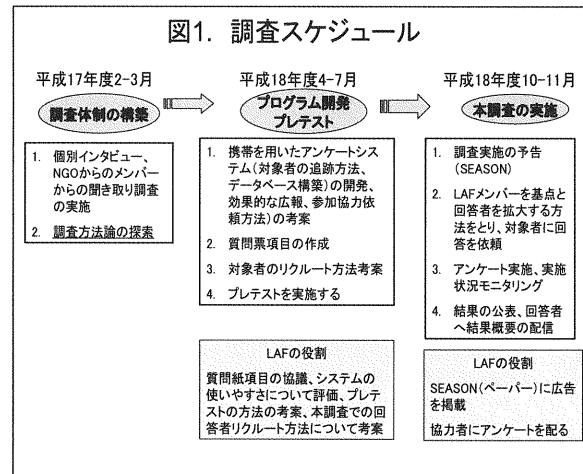 図1. 調査スケジュール
平成17年度2-3月
調査体制の構築
1. 個別インタビュー、
NGOからのメンバー
からの聞き取り調査
の実施
2. 調査方法論の探索
平成18年度4-7月
プログラム開発
プレテスト
1. 携帯を用いたアンケートシス
テム(対象者の追跡方法、
データベース構築)の開発、
効果的な広報、参加協力依
頼方法)の考案
2. 質問票項目の作成
3. 対象者のリクルート方法考案
4. プレテストを実施する
LAFの役割
質問紙項目の協議、システムの
使いやすさについて評価、プレテ
ストの方法の考案、本調査での回
答者リクルート方法について考案
平成18年度10-11月
本調査の実施
1. 調査実施の予告
(SEASON)
2. LAFメンバーを基点と
回答者を拡大する方
法をとり、対象者に回
答を依頼
3. アンケート実施、実施
状況モニタリング
4. 結果の公表、回答者
へ結果概要の配信
LAFの役割
SEASON(ペーパー)に広告
を掲載
協力者にアンケートを配る